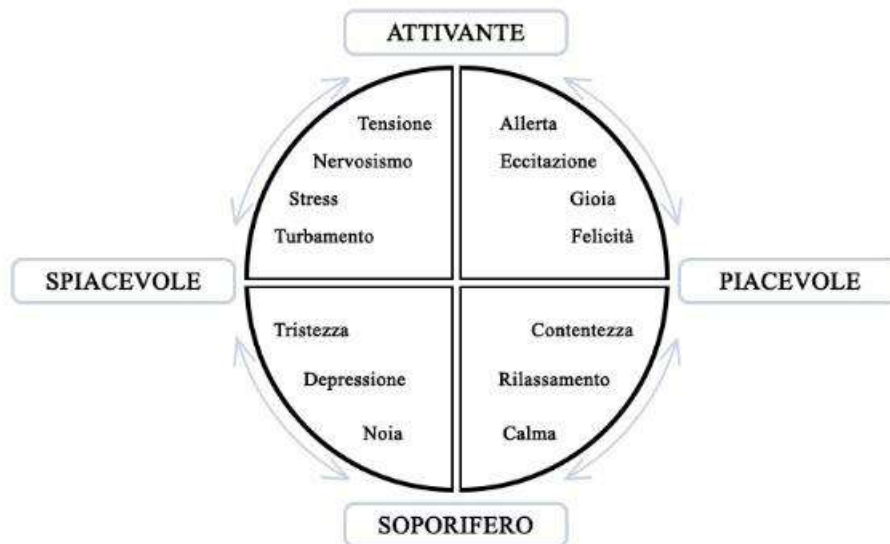 ATTIVANTE
Tensione
Nervosismo
Stress
Turbamento
Allerta
Eccitazione
Gioia
Felicità
SPIACEVOLE
PIACEVOLE
Tristezza
Depressione
Noia
Contentezza
Rilassamento
Calma
SOPORIFERO